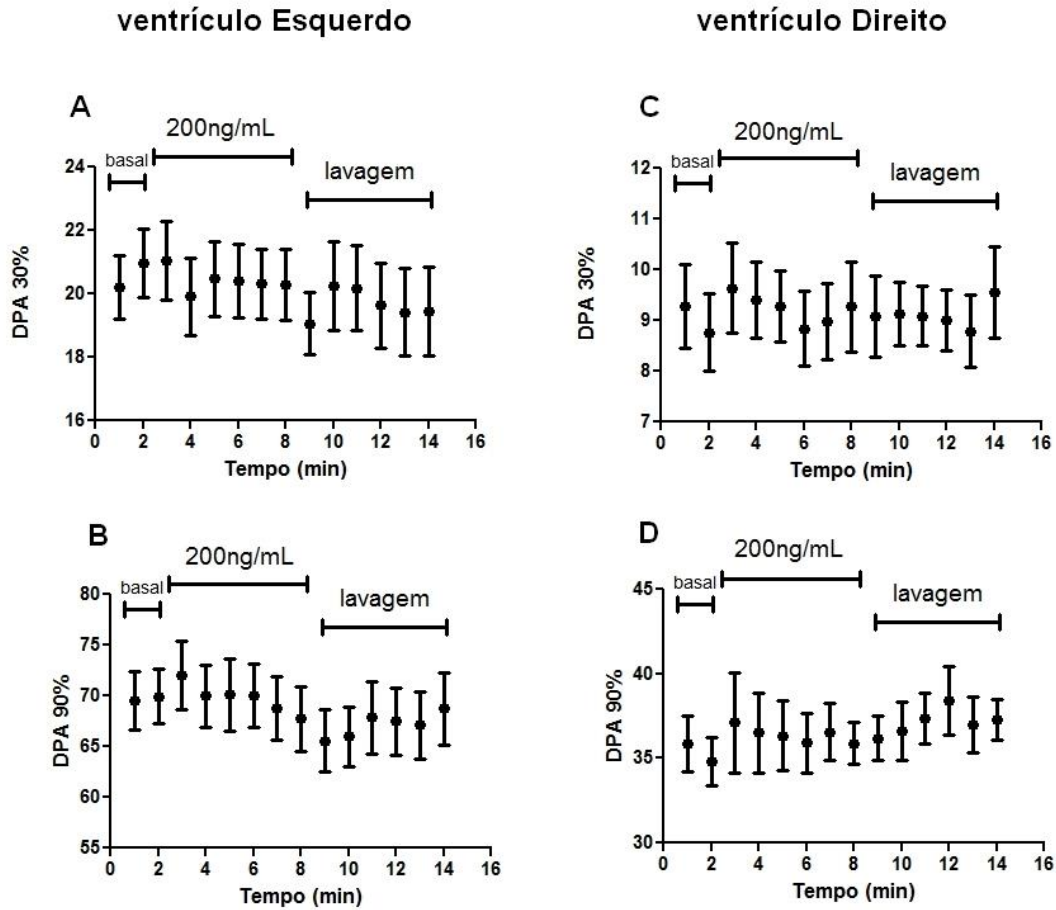 ventrículo Esquerdo
ventrículo Direito
A
200ng/mL
basal
lavagem
24
22
20
18
16
DPA 30%
0 2 4 6 8 10 12 14 16
Tempo (min)
C
200ng/mL
basal
lavagem
12
11
10
9
8
7
DPA 30%
0 2 4 6 8 10 12 14 16
Tempo (min)
B
200ng/mL
basal
lavagem
80
75
70
65
60
55
DPA 90%
0 2 4 6 8 10 12 14 16
Tempo (min)
D
200ng/mL
basal
lavagem
45
40
35
30
DPA 90%
0 2 4 6 8 10 12 14 16
Tempo (min)